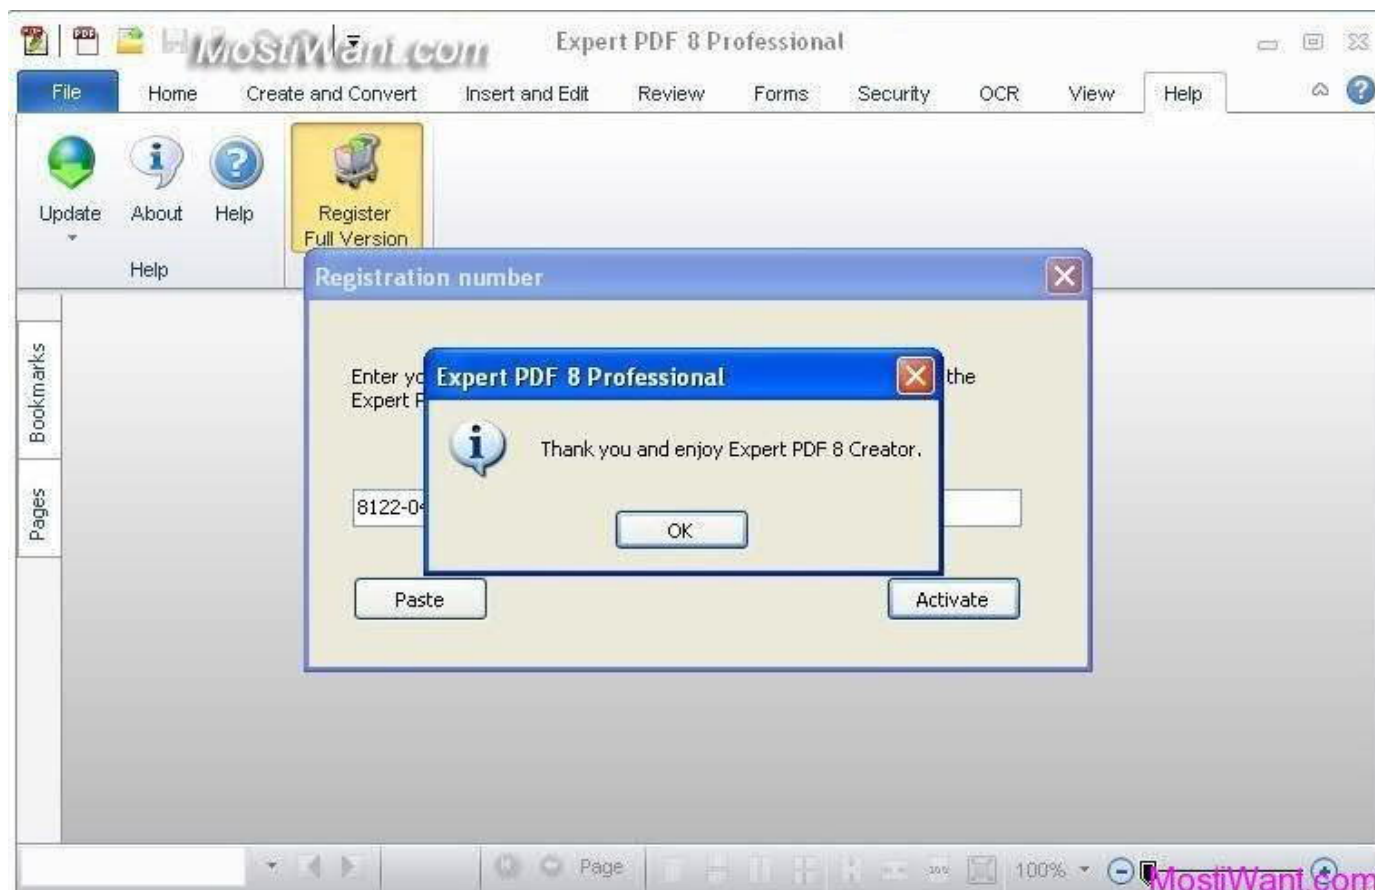 MostiWant.com
Expert PDF 8 Professional
File Home Create and Convert Insert and Edit Review Forms Security OCR View Help
Update About Help Register
Full Version
Help
Registration number
Bookmarks
Pages
Enter yo
Expert P
the
Expert PDF 8 Professional
Thank you and enjoy Expert PDF 8 Creator.
OK
8122-04
Paste Activate
Page 100%
MostiWant.com